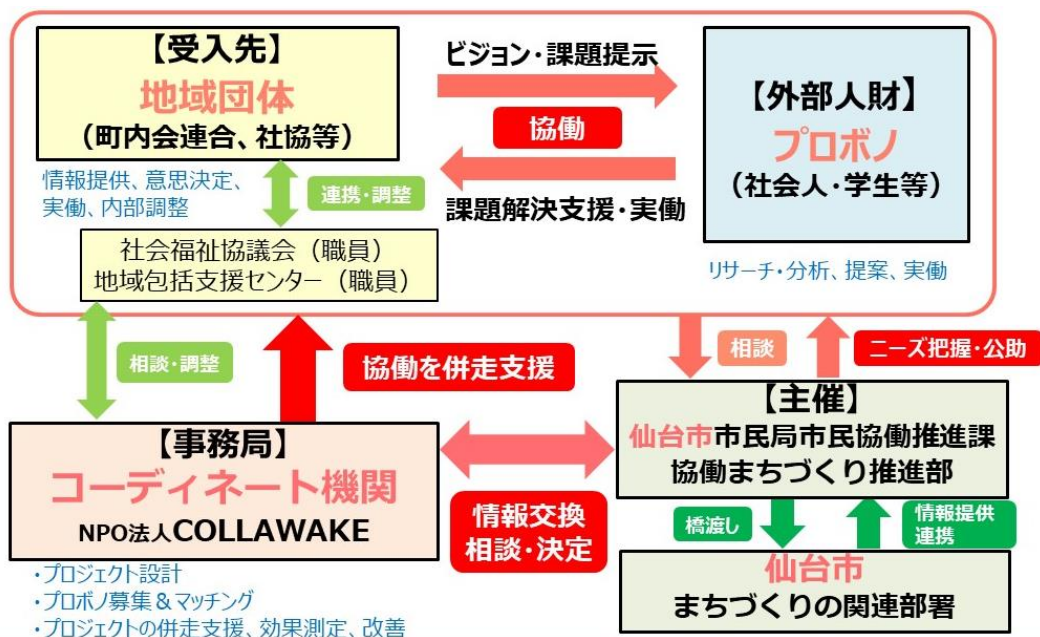 【受入先】
地域団体
（町内会連合、社協等）
ビジョン・課題提示
協働
課題解決支援・実働
【外部人財】
プロボノ
（社会人・学生等）
情報提供、意思決定、
実働、内部調整
連携・調整
社会福祉協議会（職員）
地域包括支援センター（職員）
リサーチ・分析、提案、実働
相談・調整
協働を併走支援
相談
ニーズ把握・公助
【事務局】
コーディネート機関
NPO法人COLLAWAKE
・プロジェクト設計
・プロボノ募集＆マッチング
・プロジェクトの併走支援、効果測定、改善
情報交換
相談・決定
【主催】
仙台市市民局市民協働推進課
協働まちづくり推進部
橋渡し
情報提供
連携
仙台市
まちづくりの関連部署